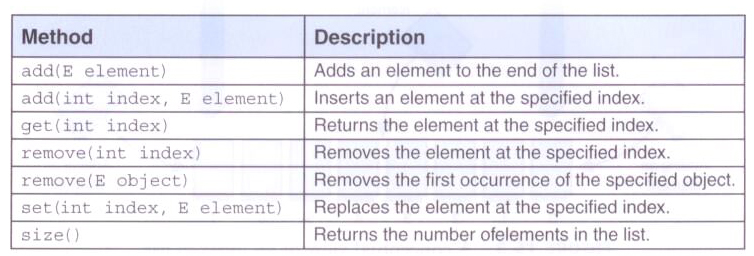 Method Description
add(E element) Adds an element to the end of the list.
add(int index, E element) Inserts an element at the specified index.
get(int index) Returns the element at the specified index.
remove(int index) Removes the element at the specified index.
remove(E object) Removes the first occurrence of the specified object.
set(int index, E element) Replaces the element at the specified index.
size() Returns the number ofelements in the list.